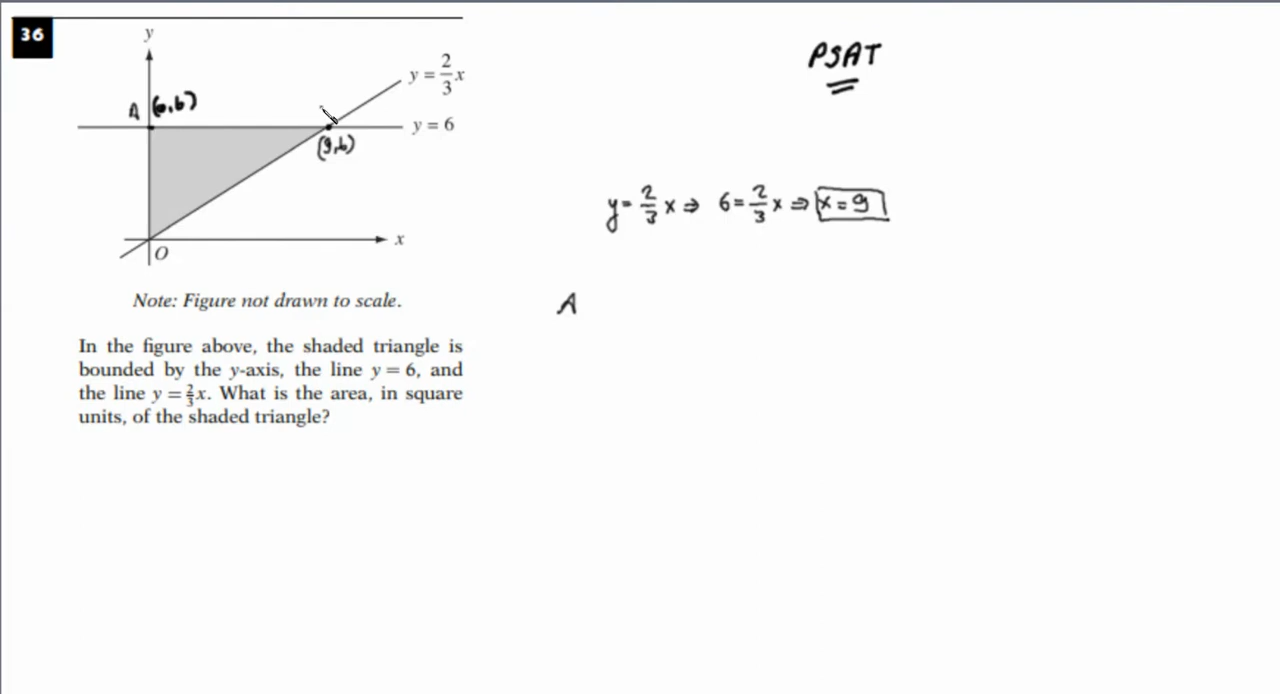 36
PSAT
y
y = 2/3 x
A (0,6)
y = 6
(9,6)
y = 2/3 x ⇒ 6 = 2/3 x ⇒ x = 9
x
O
Note: Figure not drawn to scale.
A
In the figure above, the shaded triangle is
bounded by the y-axis, the line y = 6, and
the line y = 2/3 x. What is the area, in square
units, of the shaded triangle?